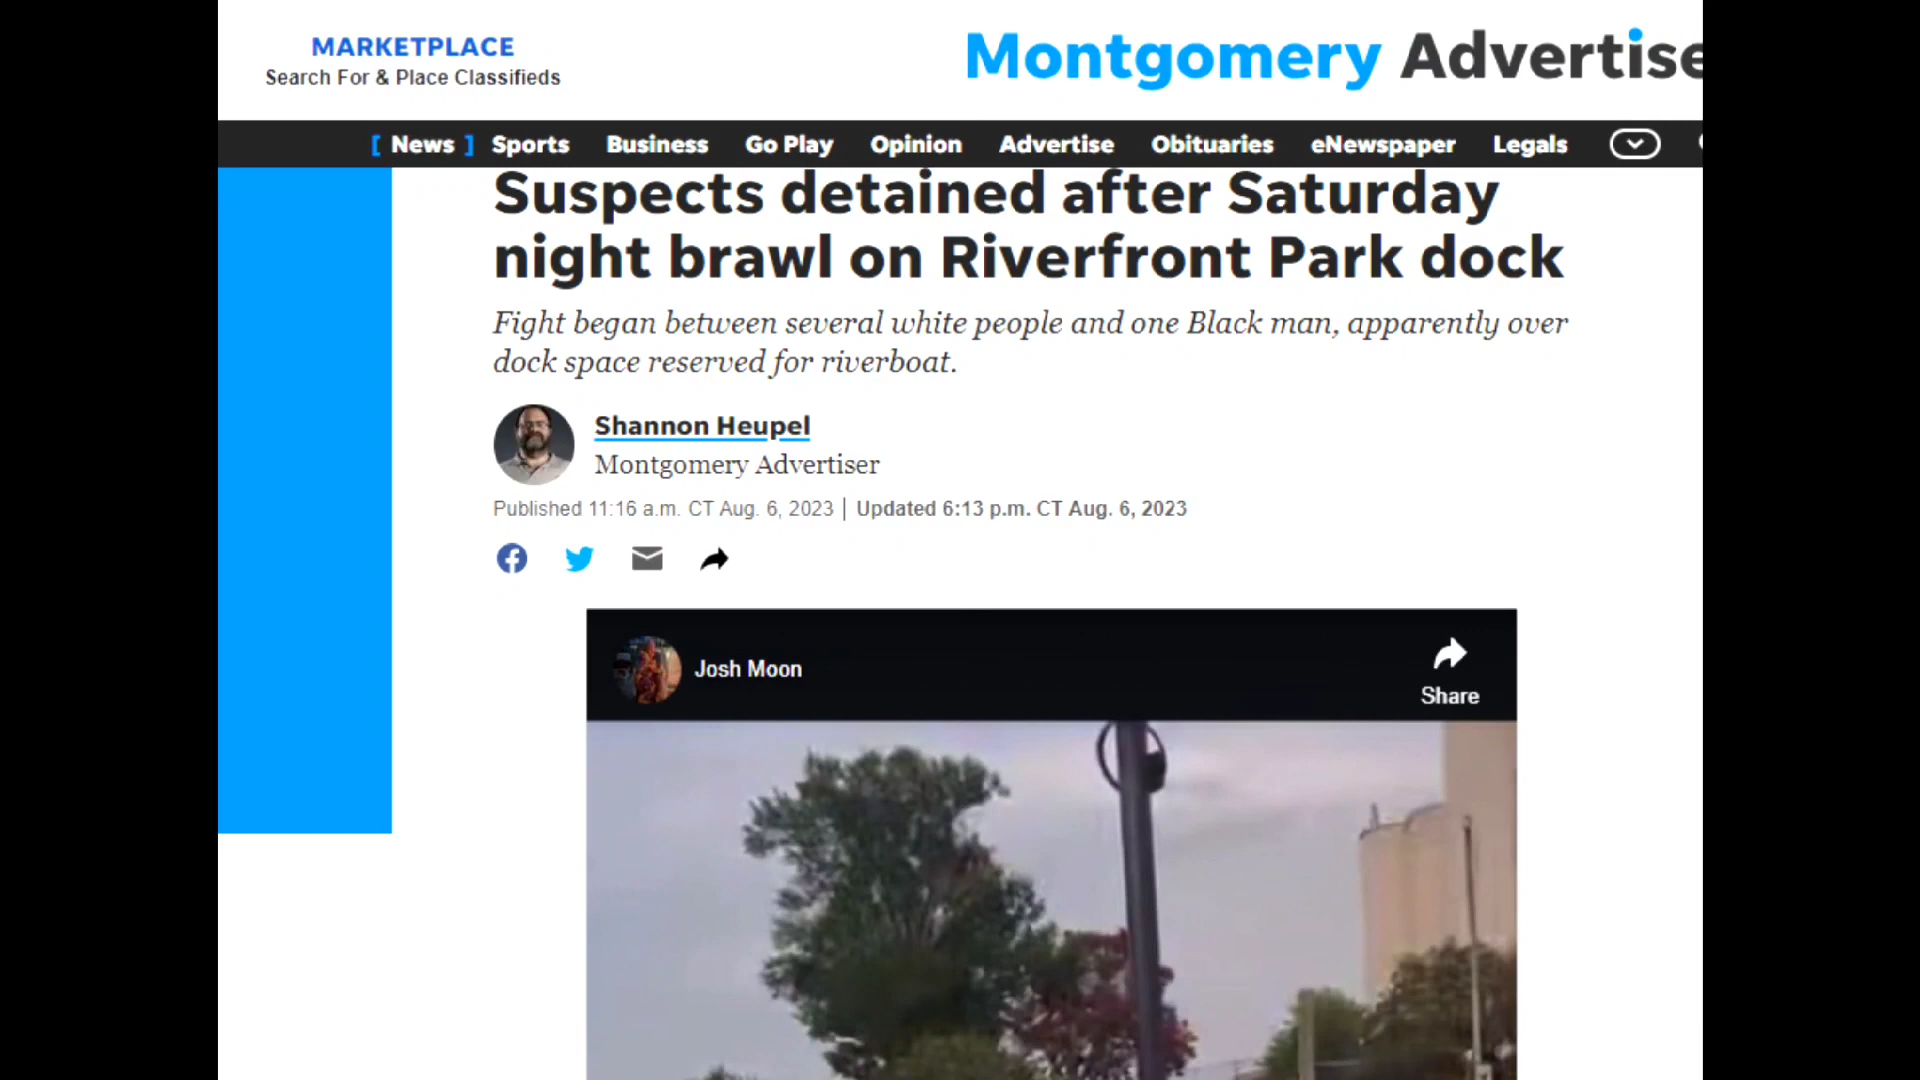 MARKETPLACE
Search For & Place Classifieds
Montgomery Advertise
[ News ] Sports Business Go Play Opinion Advertise Obituaries eNewspaper Legals
Suspects detained after Saturday
night brawl on Riverfront Park dock
Fight began between several white people and one Black man, apparently over
dock space reserved for riverboat.
Shannon Heupel
Montgomery Advertiser
Published 11:16 a.m. CT Aug. 6, 2023 | Updated 6:13 p.m. CT Aug. 6, 2023
Josh Moon
Share